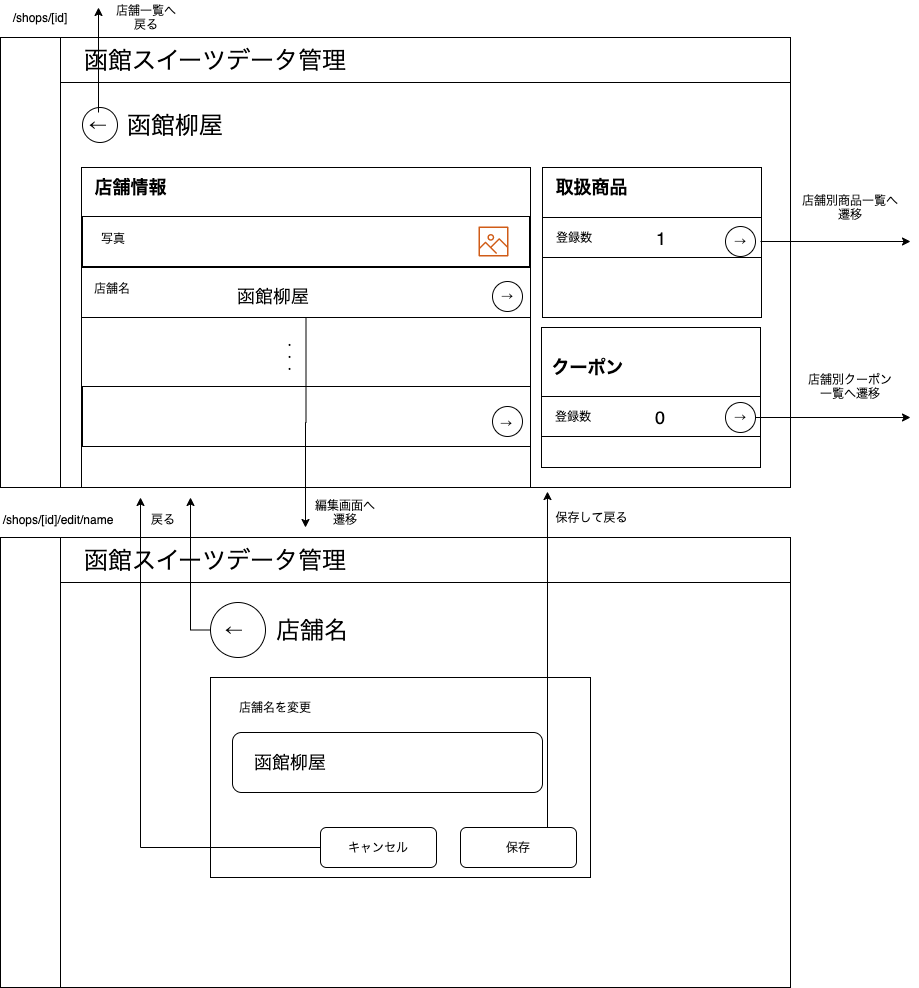 /shops/[id]
店舗一覧へ
戻る
函館スイーツデータ管理
← 函館柳屋
店舗情報
取扱商品
写真
登録数 1 →
店舗別商品一覧へ
遷移
店舗名 函館柳屋 →
・
・
・
クーポン
店舗別クーポン
一覧へ遷移
登録数 0 →
→
編集画面へ
遷移
/shops/[id]/edit/name
戻る
保存して戻る
函館スイーツデータ管理
← 店舗名
店舗名を変更
函館柳屋
キャンセル
保存